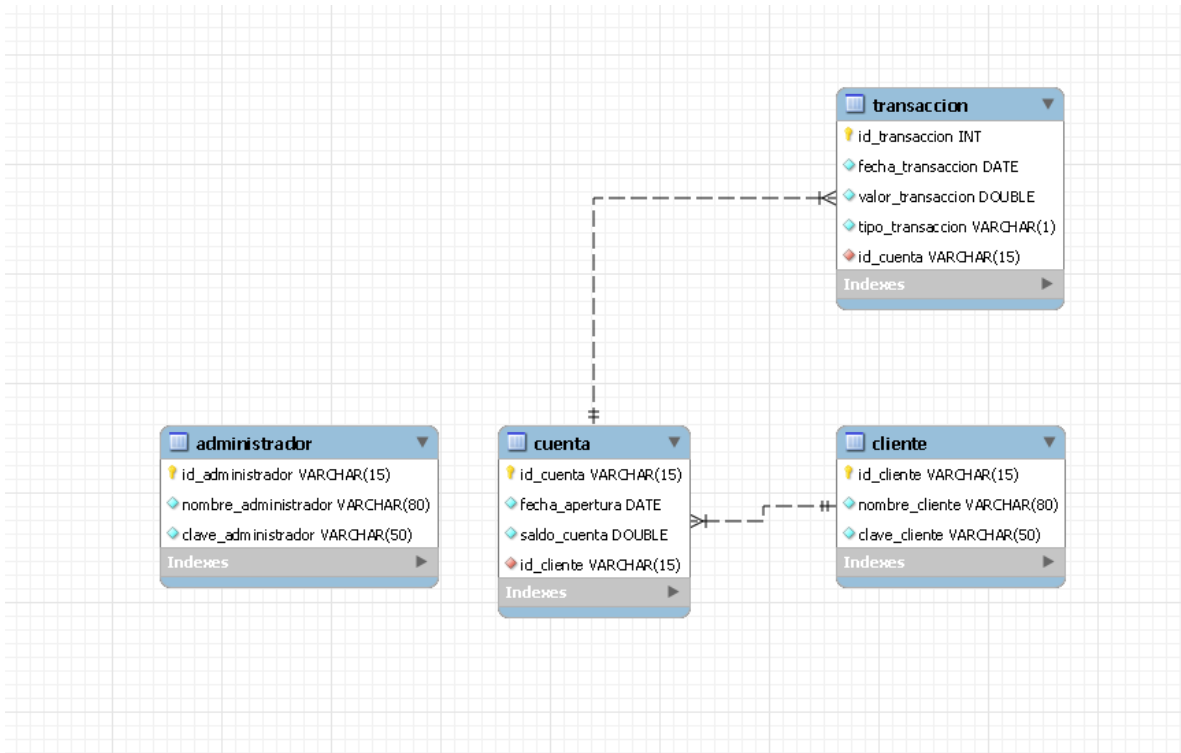 transaccion
id_transaccion INT
fecha_transaccion DATE
valor_transaccion DOUBLE
tipo_transaccion VARCHAR(1)
id_cuenta VARCHAR(15)
Indexes
administrador
id_administrador VARCHAR(15)
nombre_administrador VARCHAR(80)
clave_administrador VARCHAR(50)
Indexes
cuenta
id_cuenta VARCHAR(15)
fecha_apertura DATE
saldo_cuenta DOUBLE
id_cliente VARCHAR(15)
Indexes
cliente
id_cliente VARCHAR(15)
nombre_cliente VARCHAR(80)
clave_cliente VARCHAR(50)
Indexes